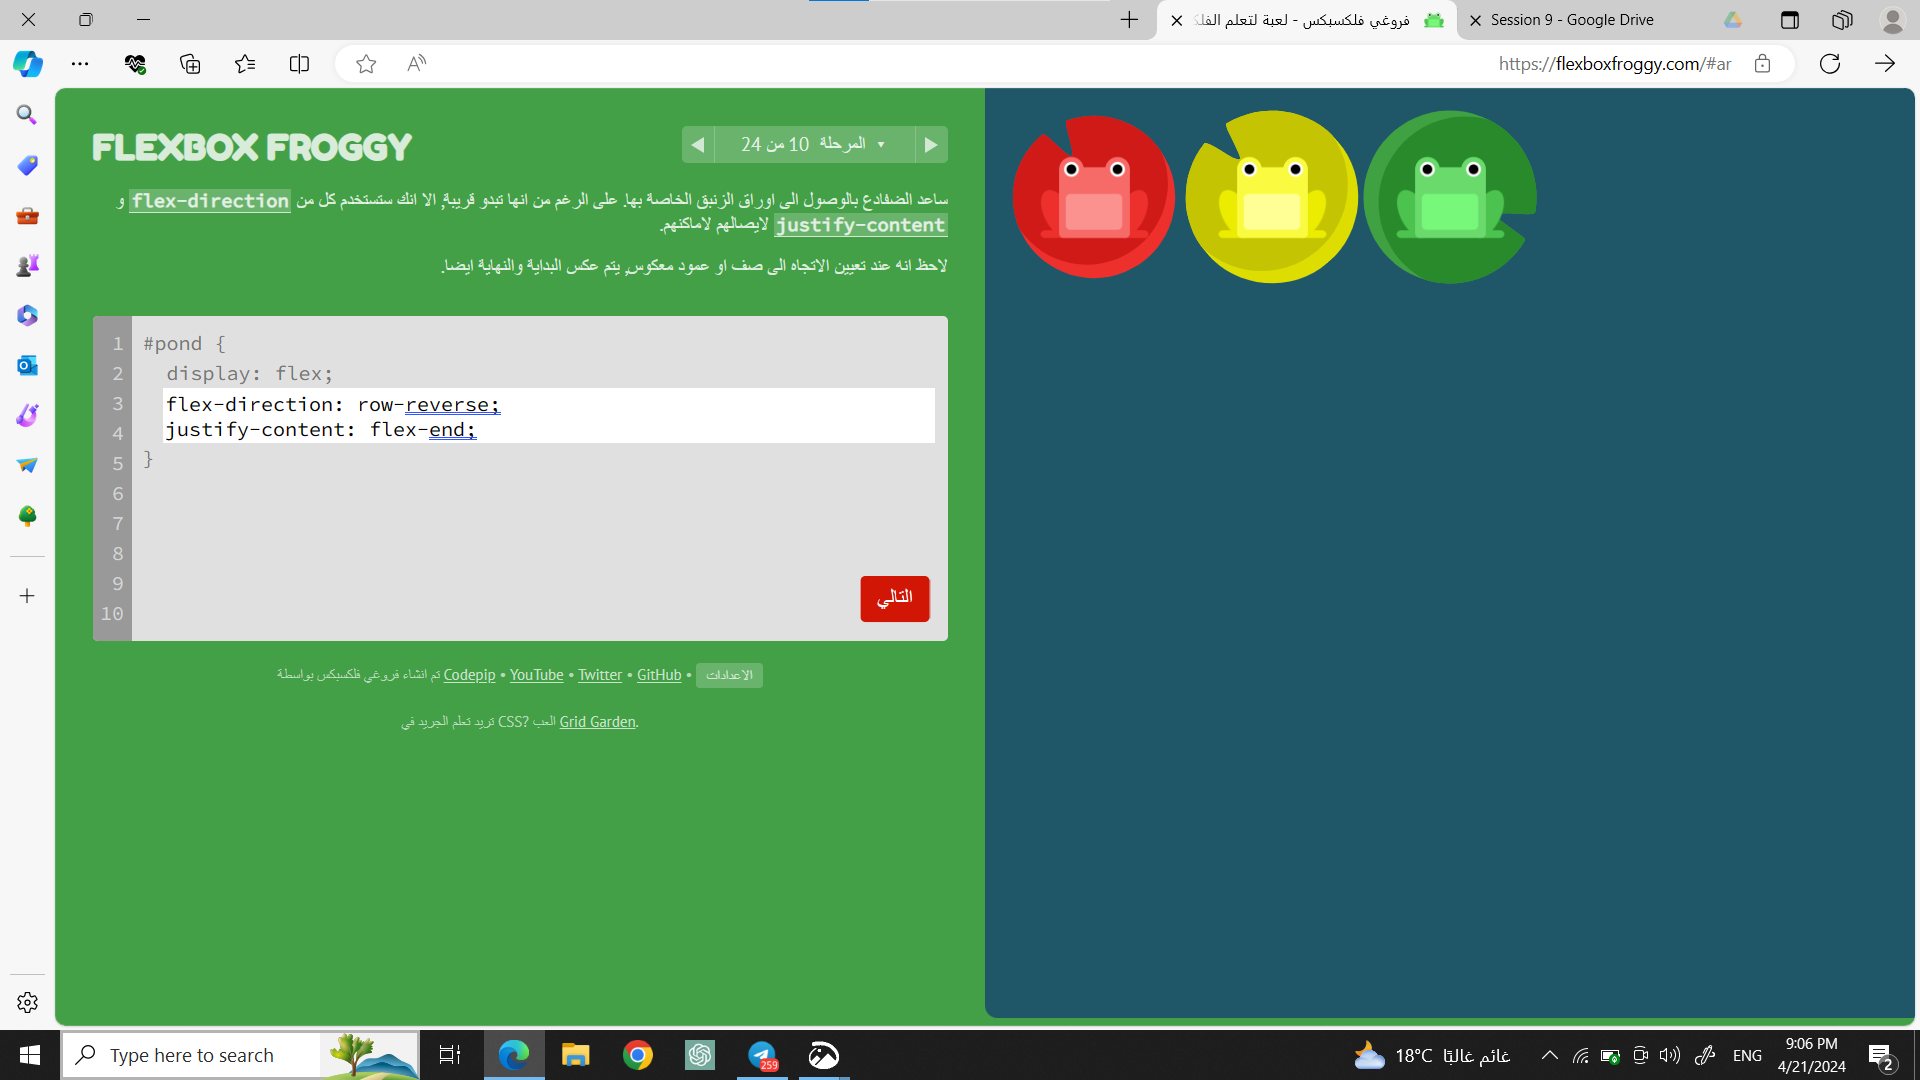 فروغي فلكسبكس - لعبة لتعلم الفلك
Session 9 - Google Drive
https://flexboxfroggy.com/#ar
FLEXBOX FROGGY
المرحلة 10 من 24
ساعد الضفادع بالوصول الى اوراق الزنبق الخاصة بها. على الرغم من انها تبدو قريبة, الا انك ستستخدم كل من flex-direction و
justify-content لايصالهم لاماكنهم.
لاحظ انه عند تعيين الاتجاه الى صف او عمود معكوس, يتم عكس البداية والنهاية ايضا.
1 #pond {
2 display: flex;
3 flex-direction: row-reverse;
4 justify-content: flex-end;
5 }
6
7
8
9
10
التالي
تم انشاء فروغي فلكسبكس بواسطة Codepip • YouTube • Twitter • GitHub • الاعدادات
تريد تعلم الجريد في CSS? العب Grid Garden.
Type here to search
259
18°C غائم غالبًا
ENG
9:06 PM
4/21/2024
2